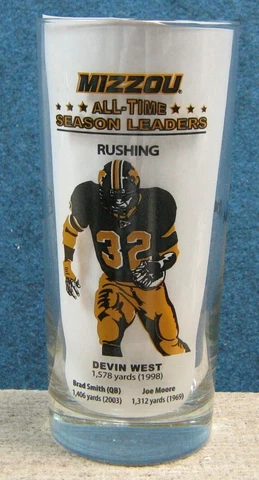 MIZZOU
ALL-TIME
SEASON LEADERS
RUSHING
32
DEVIN WEST
1,578 yards (1998)
Brad Smith (QB) Joe Moore
1,406 yards (2003) 1,312 yards (1969)